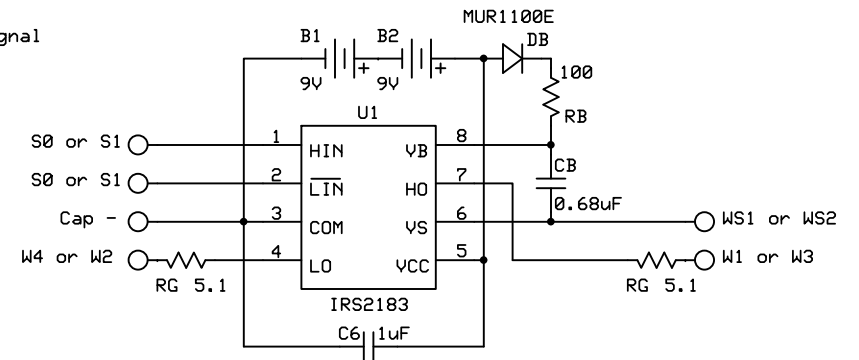 MUR1100E
gnal
B1
B2
DB
+
+
9V
9V
100
U1
RB
S0 or S1
1
HIN
VB
8
CB
S0 or S1
2
LIN
HO
7
0.68uF
Cap -
3
COM
VS
6
WS1 or WS2
W4 or W2
4
LO
VCC
5
W1 or W3
RG 5.1
RG 5.1
IRS2183
C6
1uF